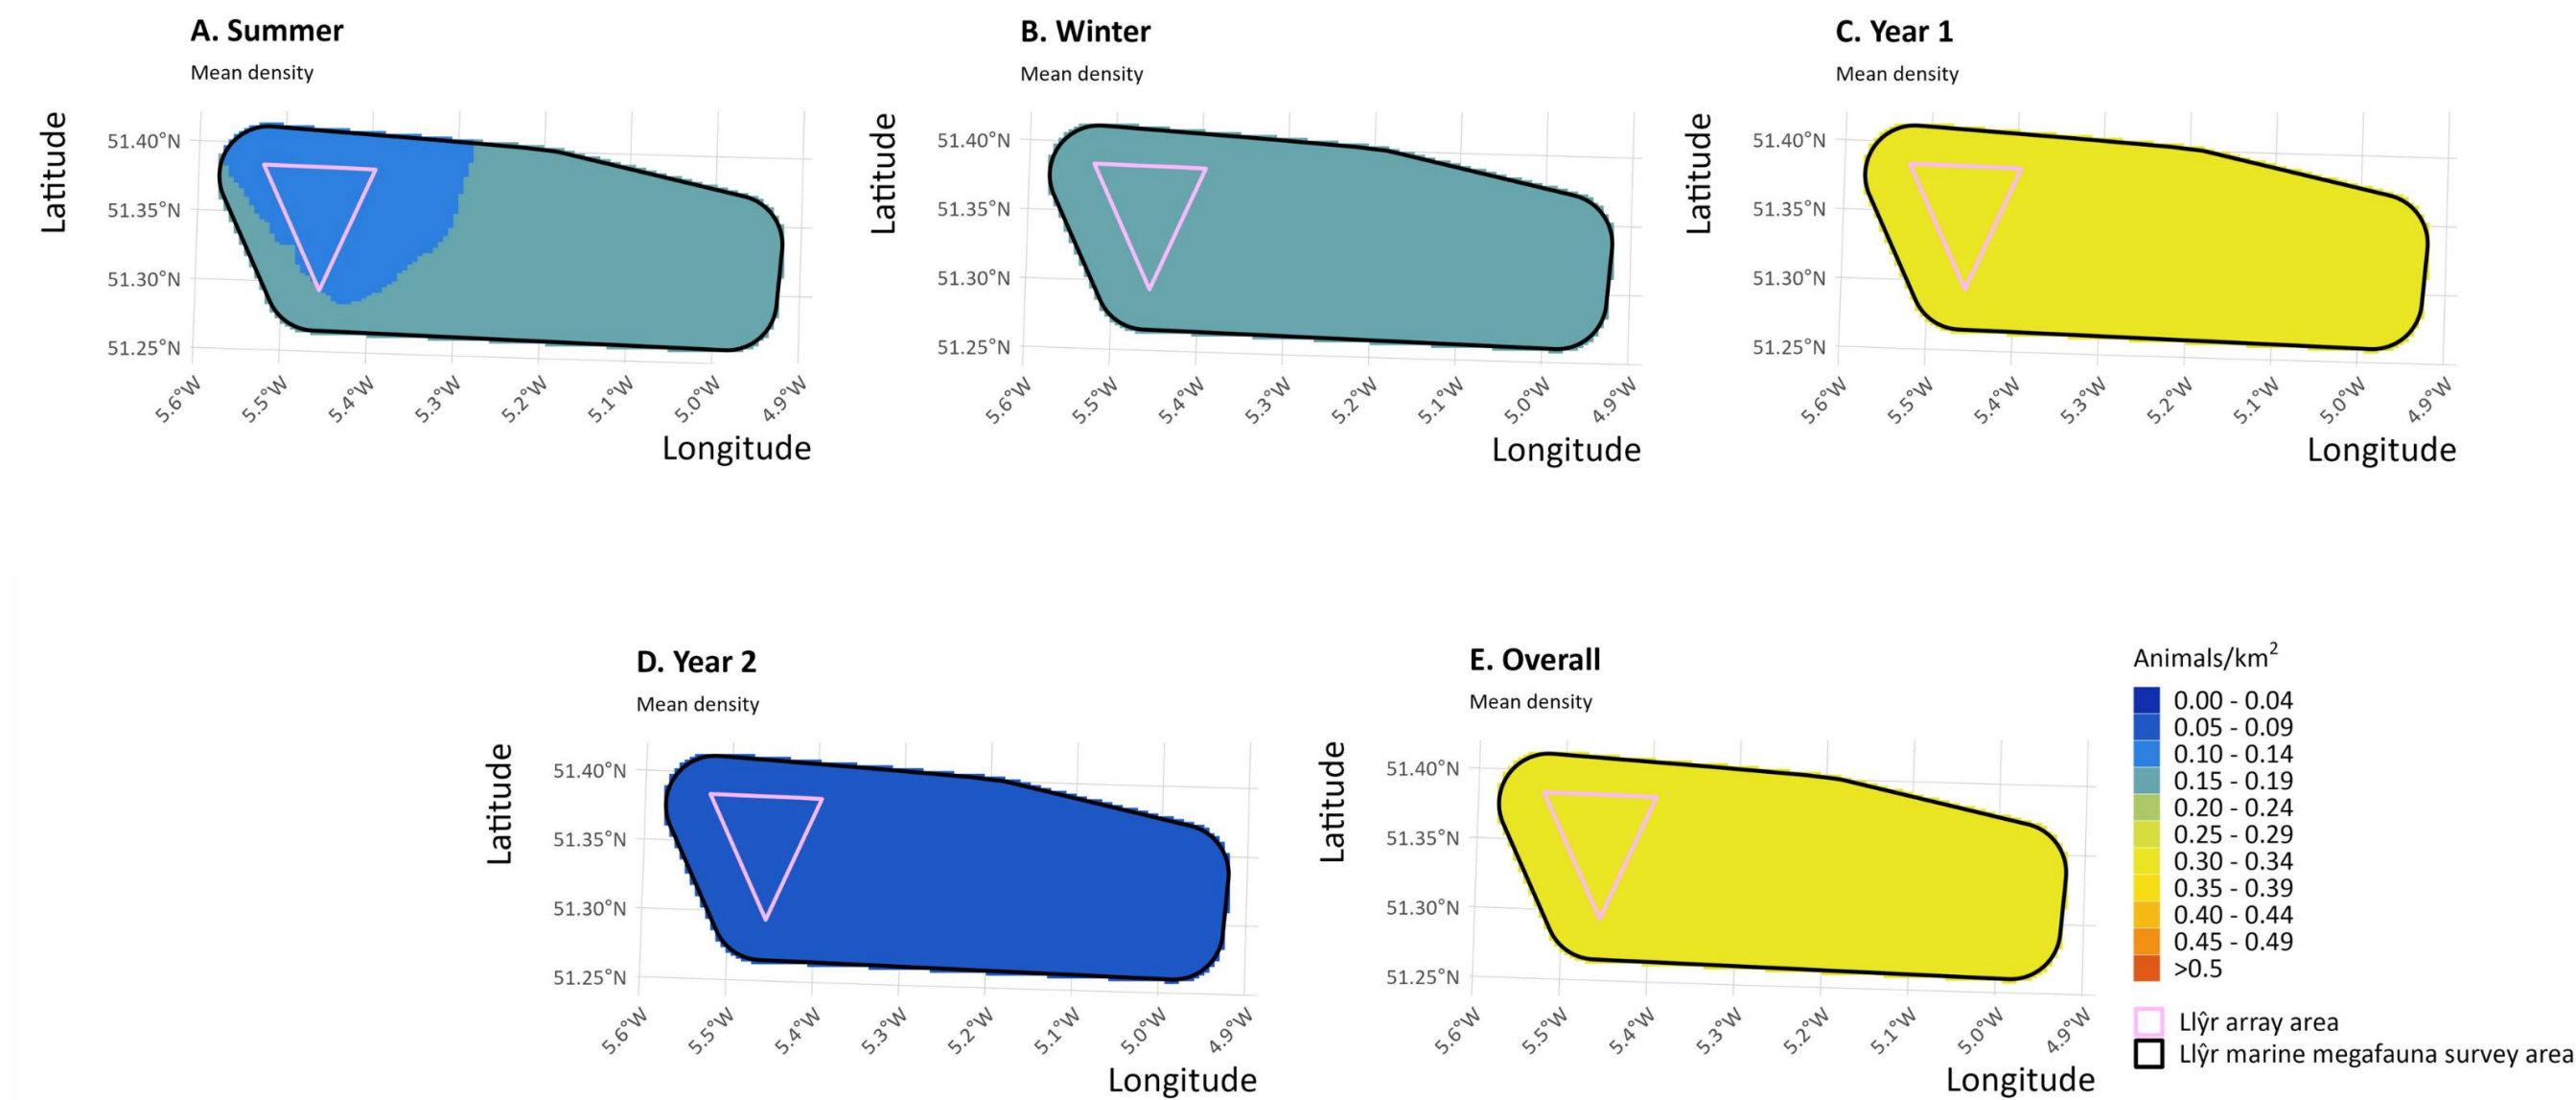 A. Summer
Mean density
Latitude
51.40°N
51.35°N
51.30°N
51.25°N
5.6°W
5.5°W
5.4°W
5.3°W
5.2°W
5.1°W
5.0°W
4.9°W
Longitude
B. Winter
Mean density
Latitude
51.40°N
51.35°N
51.30°N
51.25°N
5.6°W
5.5°W
5.4°W
5.3°W
5.2°W
5.1°W
5.0°W
4.9°W
Longitude
C. Year 1
Mean density
Latitude
51.40°N
51.35°N
51.30°N
51.25°N
5.6°W
5.5°W
5.4°W
5.3°W
5.2°W
5.1°W
5.0°W
4.9°W
Longitude
D. Year 2
Mean density
Latitude
51.40°N
51.35°N
51.30°N
51.25°N
5.6°W
5.5°W
5.4°W
5.3°W
5.2°W
5.1°W
5.0°W
4.9°W
Longitude
E. Overall
Mean density
Latitude
51.40°N
51.35°N
51.30°N
51.25°N
5.6°W
5.5°W
5.4°W
5.3°W
5.2°W
5.1°W
5.0°W
4.9°W
Longitude
Animals/km²
0.00 - 0.04
0.05 - 0.09
0.10 - 0.14
0.15 - 0.19
0.20 - 0.24
0.25 - 0.29
0.30 - 0.34
0.35 - 0.39
0.40 - 0.44
0.45 - 0.49
>0.5
Llŷr array area
Llŷr marine megafauna survey area